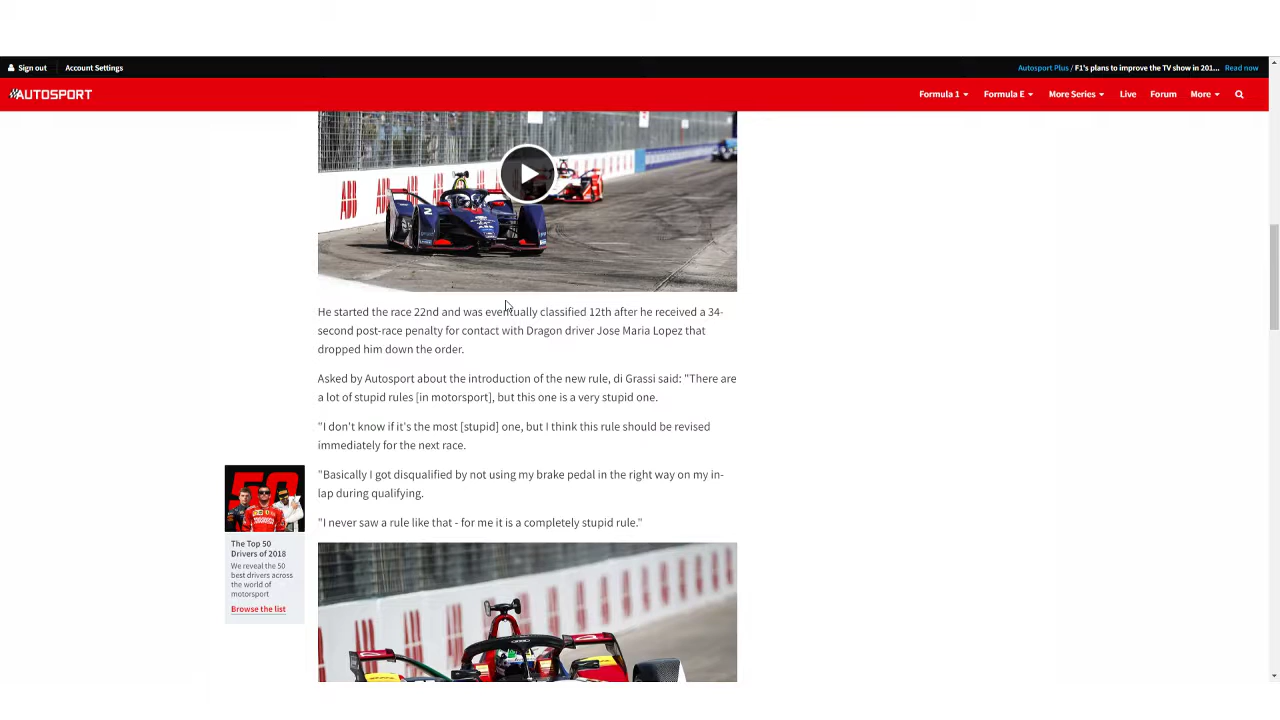 Sign out
Account Settings
Autosport Plus / F1's plans to improve the TV show in 201... Read now
AUTOSPORT
Formula 1
Formula E
More Series
Live
Forum
More
ABB
ABB
2
He started the race 22nd and was eventually classified 12th after he received a 34-
second post-race penalty for contact with Dragon driver Jose Maria Lopez that
dropped him down the order.
Asked by Autosport about the introduction of the new rule, di Grassi said: "There are
a lot of stupid rules [in motorsport], but this one is a very stupid one.
"I don't know if it's the most [stupid] one, but I think this rule should be revised
immediately for the next race.
"Basically I got disqualified by not using my brake pedal in the right way on my in-
lap during qualifying.
"I never saw a rule like that - for me it is a completely stupid rule."
50
The Top 50
Drivers of 2018
We reveal the 50
best drivers across
the world of
motorsport
Browse the list